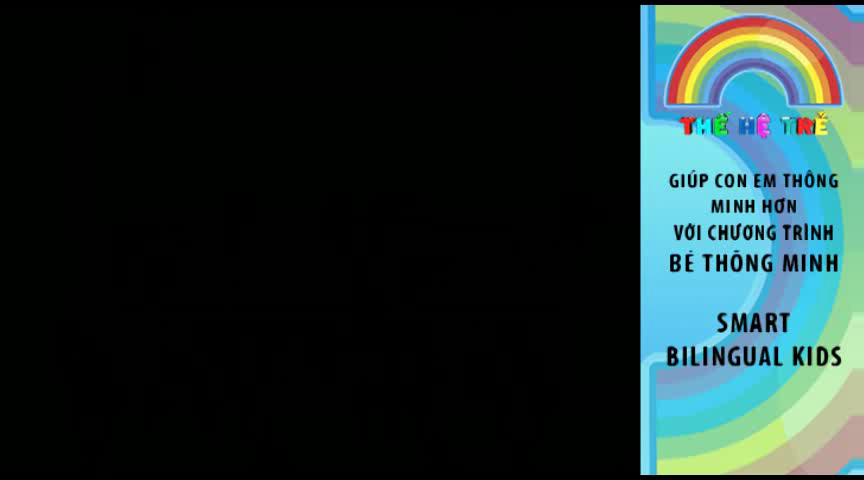 THẾ HỆ TRẺ
GIÚP CON EM THÔNG
MINH HƠN
VỚI CHƯƠNG TRÌNH
BÉ THÔNG MINH
SMART
BILINGUAL KIDS